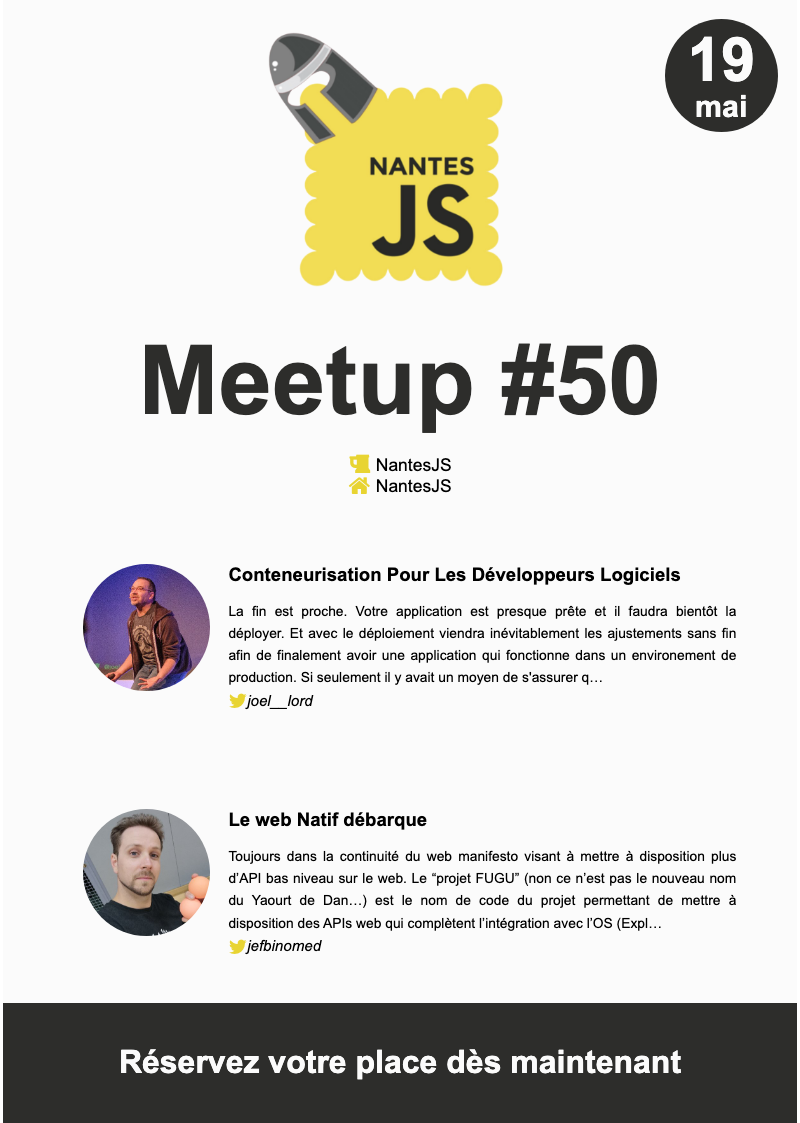 19
mai
NANTES
JS
Meetup #50
NantesJS
NantesJS
Conteneurisation Pour Les Développeurs Logiciels
La fin est proche. Votre application est presque prête et il faudra bientôt la
déployer. Et avec le déploiement viendra inévitablement les ajustements sans fin
afin de finalement avoir une application qui fonctionne dans un environement de
production. Si seulement il y avait un moyen de s'assurer q…
joel__lord
Le web Natif débarque
Toujours dans la continuité du web manifesto visant à mettre à disposition plus
d’API bas niveau sur le web. Le “projet FUGU” (non ce n’est pas le nouveau nom
du Yaourt de Dan…) est le nom de code du projet permettant de mettre à
disposition des APIs web qui complètent l’intégration avec l’OS (Expl…
jefbinomed
Réservez votre place dès maintenant